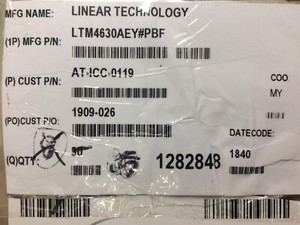 MFG NAME: LINEAR TECHNOLOGY
(1P) MFG P/N: LTM4630AEY#PBF
(P) CUST P/N: AT-ICC-0119
COO
MY
(PO)CUST P/O: 1909-026
DATECODE:
(Q)QTY: 1282848 1840